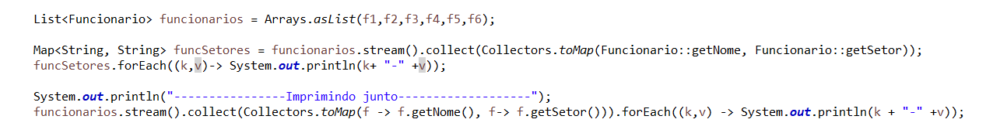 List<Funcionario> funcionarios = Arrays.asList(f1,f2,f3,f4,f5,f6);
Map<String, String> funcSetores = funcionarios.stream().collect(Collectors.toMap(Funcionario::getNome, Funcionario::getSetor));
funcSetores.forEach((k,v)-> System.out.println(k+ "-" +v));
System.out.println("----------------Imprimindo junto-------------------");
funcionarios.stream().collect(Collectors.toMap(f -> f.getNome(), f-> f.getSetor())).forEach((k,v) -> System.out.println(k + "-" +v));